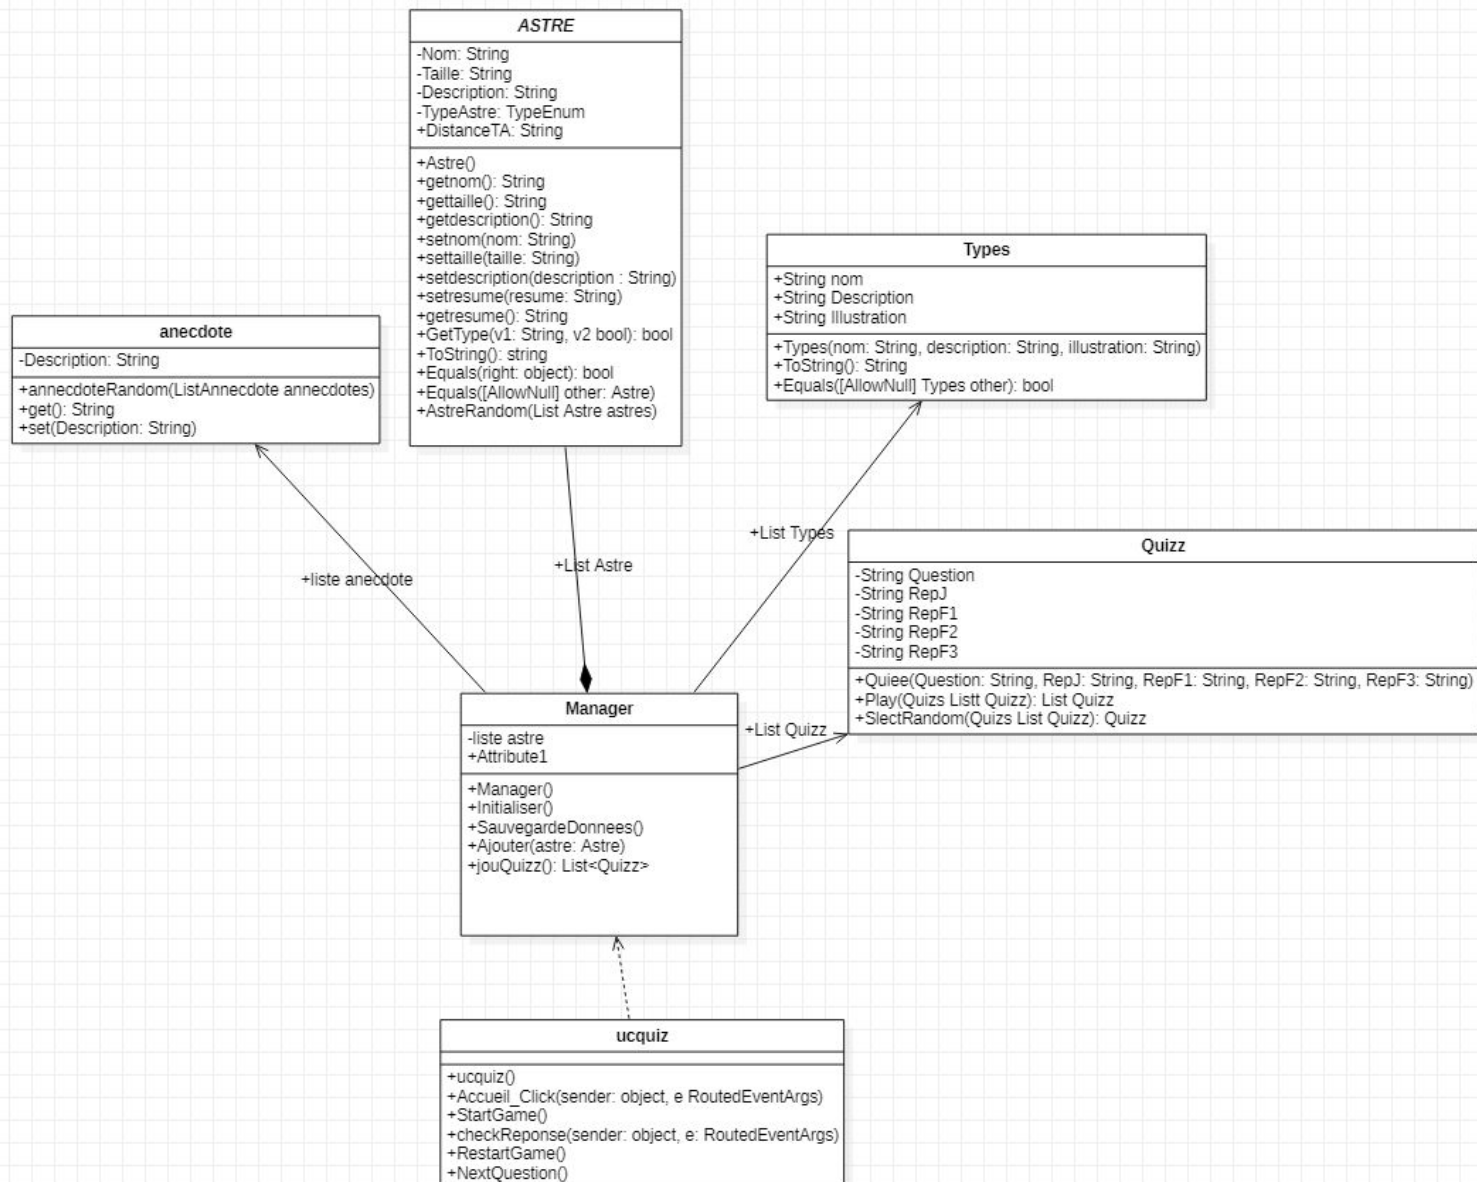 ASTRE
-Nom: String
-Taille: String
-Description: String
-TypeAstre: TypeEnum
+DistanceTA: String
+Astre()
+getnom(): String
+gettaille(): String
+getdescription(): String
+setnom(nom: String)
+settaille(taille: String)
+setdescription(description : String)
+setresume(resume: String)
+getresume(): String
+GetType(v1: String, v2 bool): bool
+ToString(): string
+Equals(right: object): bool
+Equals([AllowNull] other: Astre)
+AstreRandom(List Astre astres)
Types
+String nom
+String Description
+String Illustration
+Types(nom: String, description: String, illustration: String)
+ToString(): String
+Equals([AllowNull] Types other): bool
anecdote
-Description: String
+annecdoteRandom(ListAnnecdote annecdotes)
+get(): String
+set(Description: String)
+liste anecdote
+List Astre
+List Types
Quizz
-String Question
-String RepJ
-String RepF1
-String RepF2
-String RepF3
+Quiee(Question: String, RepJ: String, RepF1: String, RepF2: String, RepF3: String)
+Play(Quizs Listt Quizz): List Quizz
+SlectRandom(Quizs List Quizz): Quizz
+List Quizz
Manager
-liste astre
+Attribute1
+Manager()
+Initialiser()
+SauvegardeDonnees()
+Ajouter(astre: Astre)
+jouQuizz(): List<Quizz>
ucquiz
+ucquiz()
+Accueil_Click(sender: object, e RoutedEventArgs)
+StartGame()
+checkReponse(sender: object, e: RoutedEventArgs)
+RestartGame()
+NextQuestion()